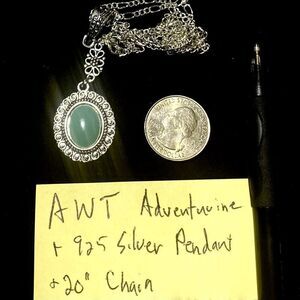 AWT Adventurine
+ 925 Silver Pendant
+ 20" Chain